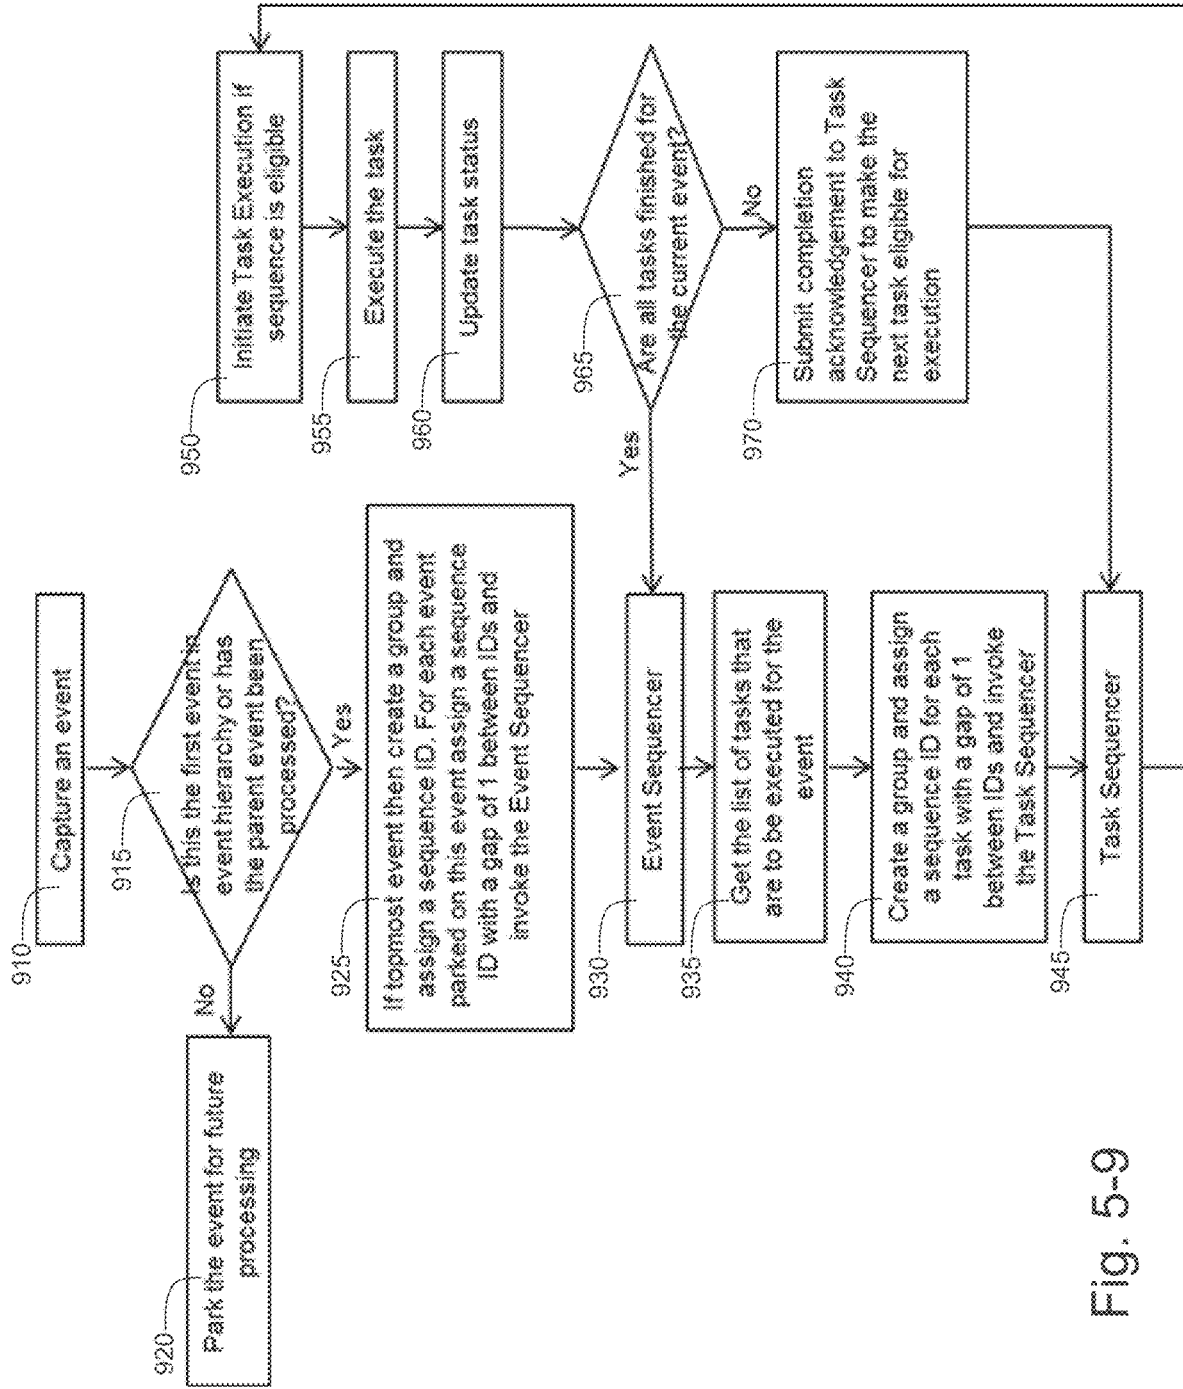 910
Capture an event
915
Is this the first event in
event hierarchy or has
the parent event been
processed?
No
920
Park the event for future
processing
Yes
925
If topmost event then create a group and
assign a sequence ID. For each event
parked on this event assign a sequence
ID with a gap of 1 between IDs and
invoke the Event Sequencer
930
Event Sequencer
935
Get the list of tasks that
are to be executed for the
event
940
Create a group and assign
a sequence ID for each
task with a gap of 1
between IDs and invoke
the Task Sequencer
945
Task Sequencer
950
Initiate Task Execution if
sequence is eligible
955
Execute the task
960
Update task status
965
Are all tasks finished for
the current event?
Yes
No
970
Submit completion
acknowledgement to Task
Sequencer to make the
next task eligible for
execution
Fig. 5-9